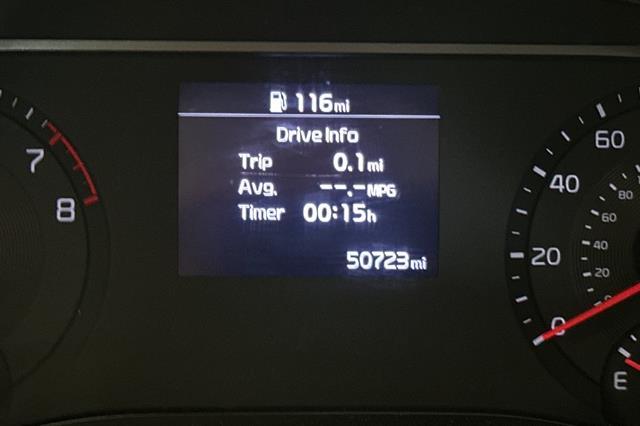 116mi
Drive Info
Trip 0.1mi
Avg. --.-MPG
Timer 00:15h
50723mi
7
8
60
40
20
0
80
60
40
20
E